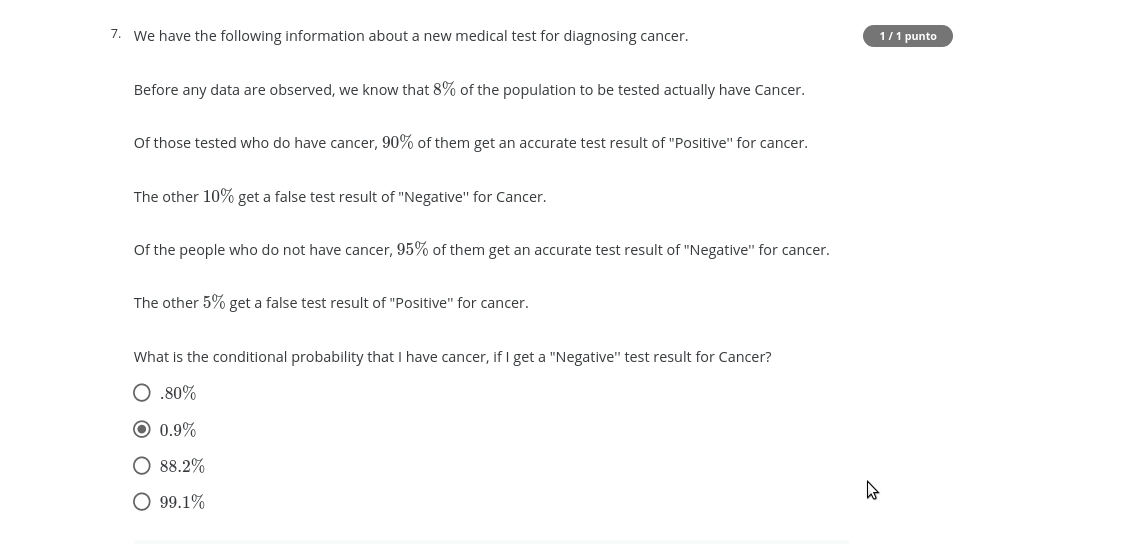 7. We have the following information about a new medical test for diagnosing cancer.
1 / 1 punto
Before any data are observed, we know that 8% of the population to be tested actually have Cancer.
Of those tested who do have cancer, 90% of them get an accurate test result of "Positive'' for cancer.
The other 10% get a false test result of "Negative'' for Cancer.
Of the people who do not have cancer, 95% of them get an accurate test result of "Negative'' for cancer.
The other 5% get a false test result of "Positive'' for cancer.
What is the conditional probability that I have cancer, if I get a "Negative'' test result for Cancer?
.80%
0.9%
88.2%
99.1%